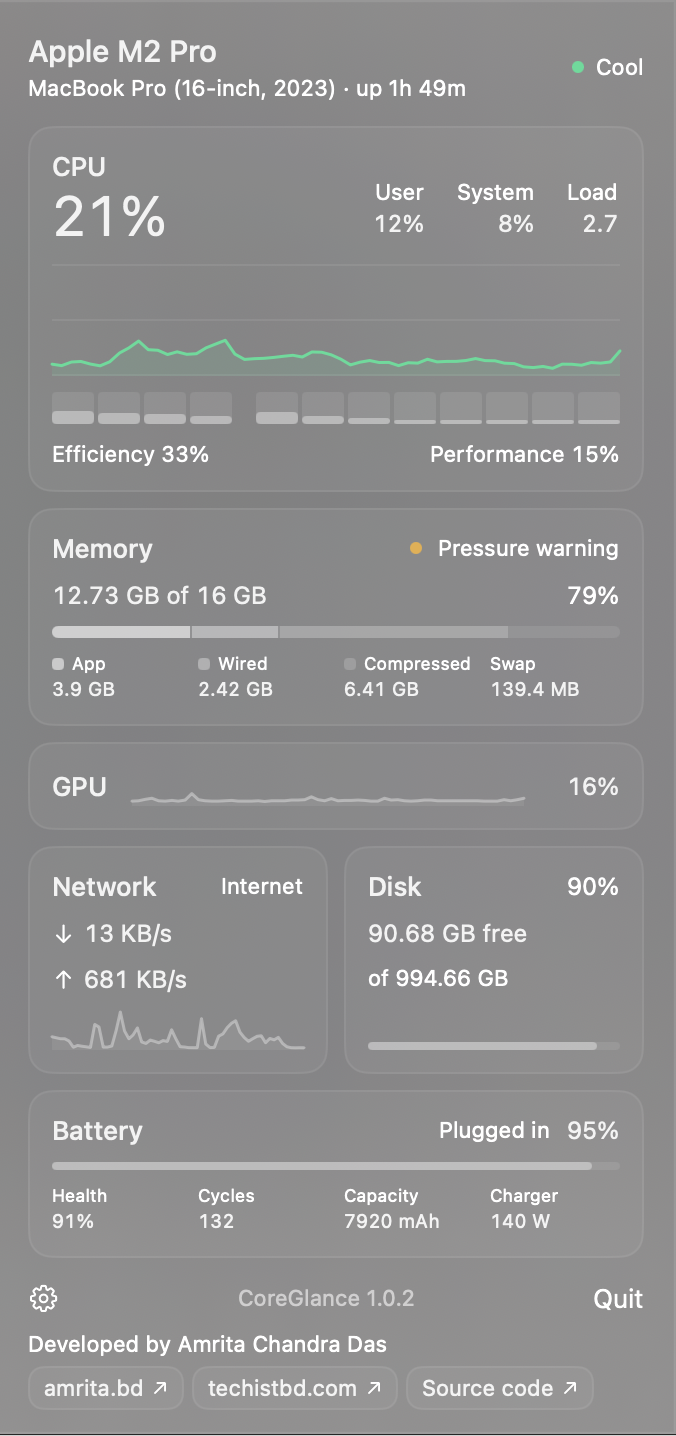 Apple M2 Pro
MacBook Pro (16-inch, 2023) · up 1h 49m
Cool
CPU
21%
User System Load
12% 8% 2.7
Efficiency 33% Performance 15%
Memory Pressure warning
12.73 GB of 16 GB 79%
App Wired Compressed Swap
3.9 GB 2.42 GB 6.41 GB 139.4 MB
GPU 16%
Network Internet
↓ 13 KB/s
↑ 681 KB/s
Disk 90%
90.68 GB free
of 994.66 GB
Battery Plugged in 95%
Health Cycles Capacity Charger
91% 132 7920 mAh 140 W
CoreGlance 1.0.2 Quit
Developed by Amrita Chandra Das
amrita.bd ↗ techistbd.com ↗ Source code ↗